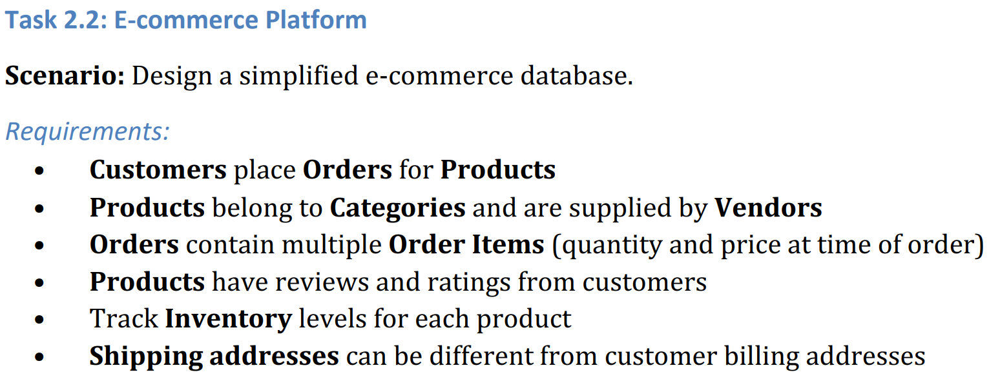 Task 2.2: E-commerce Platform
Scenario: Design a simplified e-commerce database.
Requirements:
• Customers place Orders for Products
• Products belong to Categories and are supplied by Vendors
• Orders contain multiple Order Items (quantity and price at time of order)
• Products have reviews and ratings from customers
• Track Inventory levels for each product
• Shipping addresses can be different from customer billing addresses